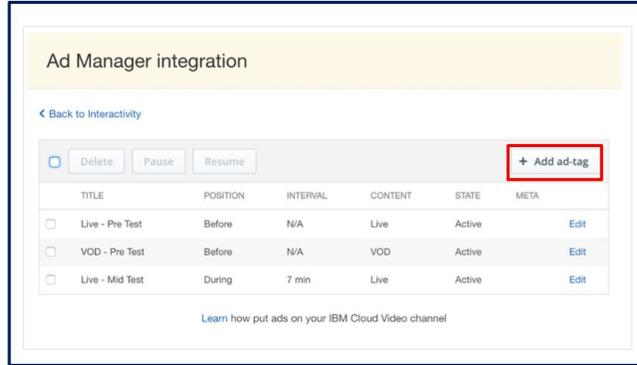 Ad Manager integration
Back to Interactivity
Delete Pause Resume + Add ad-tag
TITLE POSITION INTERVAL CONTENT STATE META
Live - Pre Test Before N/A Live Active Edit
VOD - Pre Test Before N/A VOD Active Edit
Live - Mid Test During 7 min Live Active Edit
Learn how put ads on your IBM Cloud Video channel